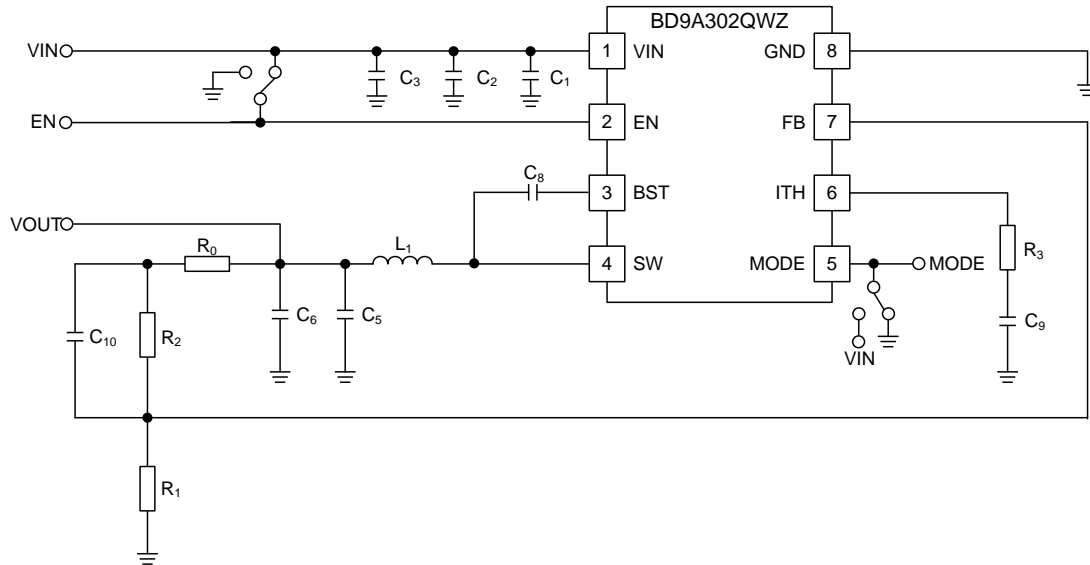 BD9A302QWZ
VIN
1
VIN
GND
8
C₃
C₂
C₁
EN
2
EN
FB
7
C₈
3
BST
ITH
6
VOUT
R₀
L₁
4
SW
MODE
5
MODE
R₃
C₁₀
R₂
C₆
C₅
C₉
VIN
R₁